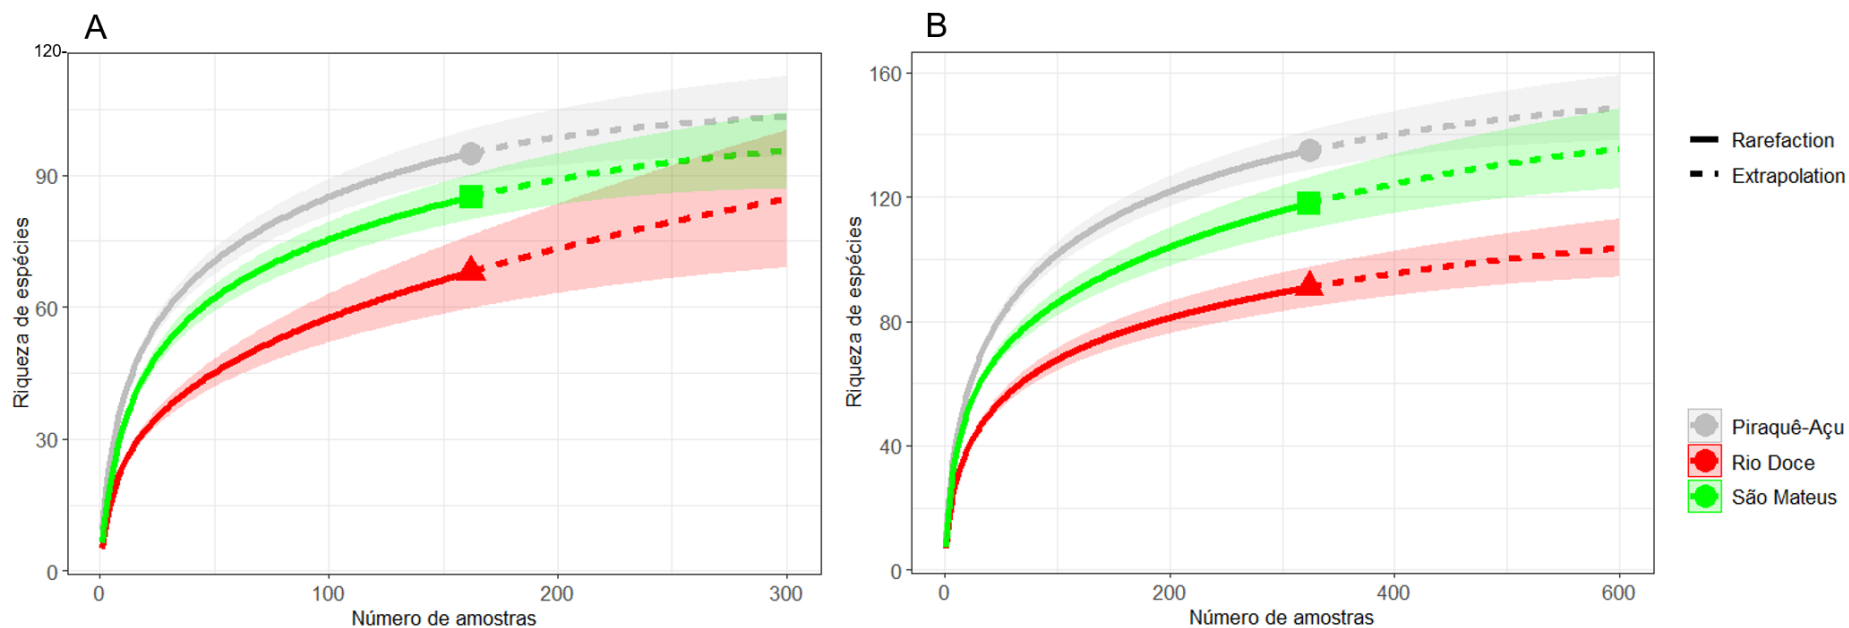 A
120
90
60
30
0
Riqueza de espécies
0
100
200
300
Número de amostras
B
160
120
80
40
0
Riqueza de espécies
0
200
400
600
Número de amostras
Rarefaction
Extrapolation
Piraquê-Açu
Rio Doce
São Mateus